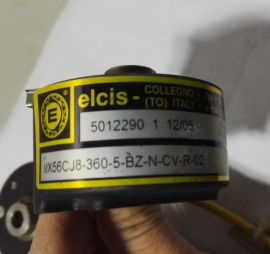 elcis - COLLEGNO
(TO) ITALY -
5012290 1 12/05
I/X56CJ8-360-5-BZ-N-CV-R-02